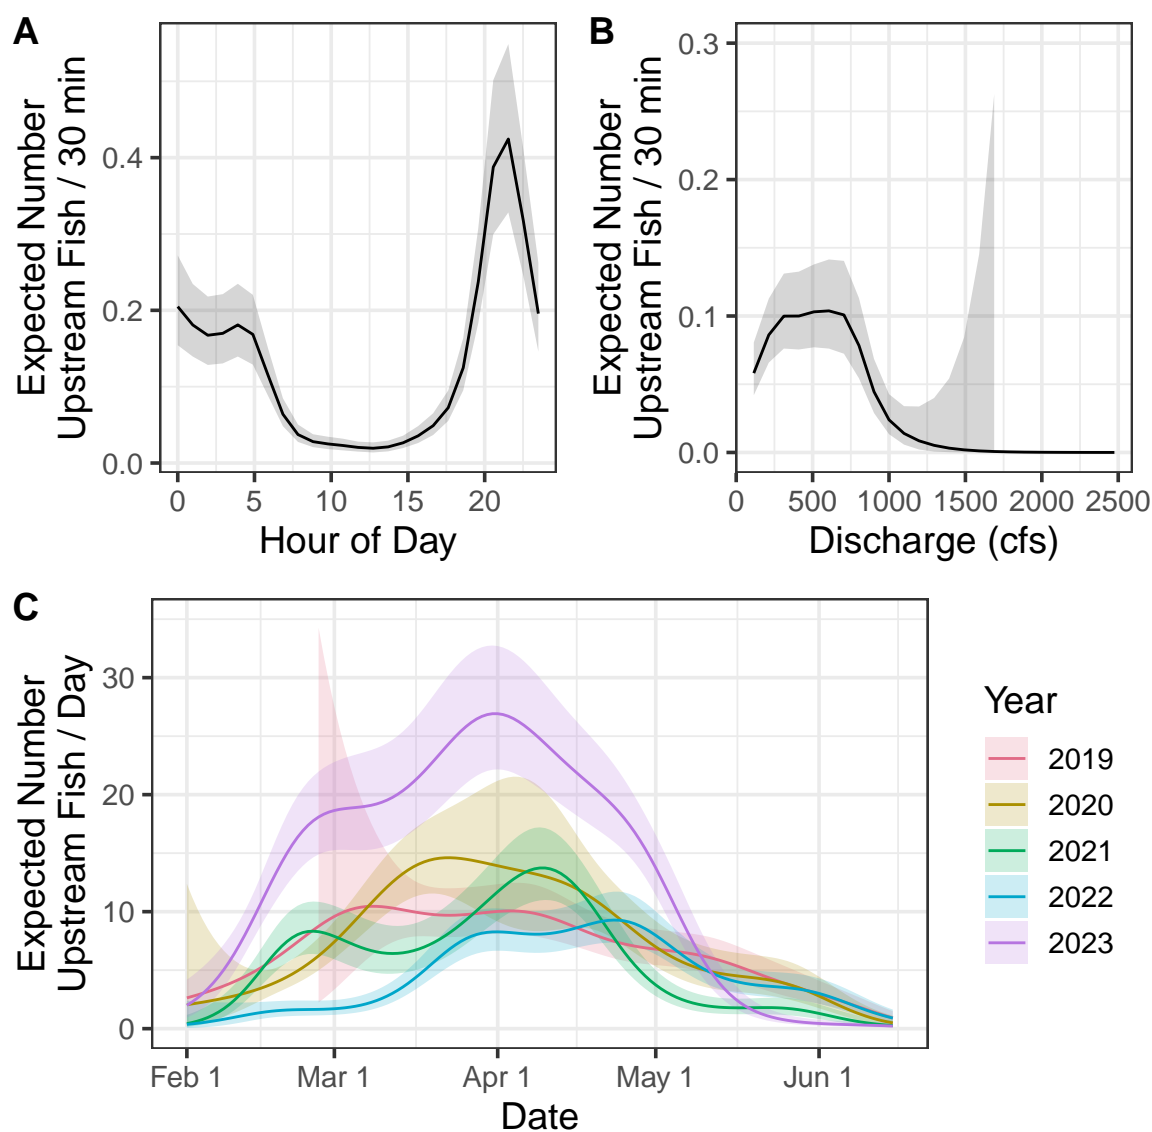 A
Expected Number
Upstream Fish / 30 min
0.4
0.2
0.0
0 5 10 15 20
Hour of Day
B
Expected Number
Upstream Fish / 30 min
0.3
0.2
0.1
0.0
0 500 1000 1500 2000 2500
Discharge (cfs)
C
Expected Number
Upstream Fish / Day
30
20
10
0
Feb 1 Mar 1 Apr 1 May 1 Jun 1
Date
Year
2019
2020
2021
2022
2023